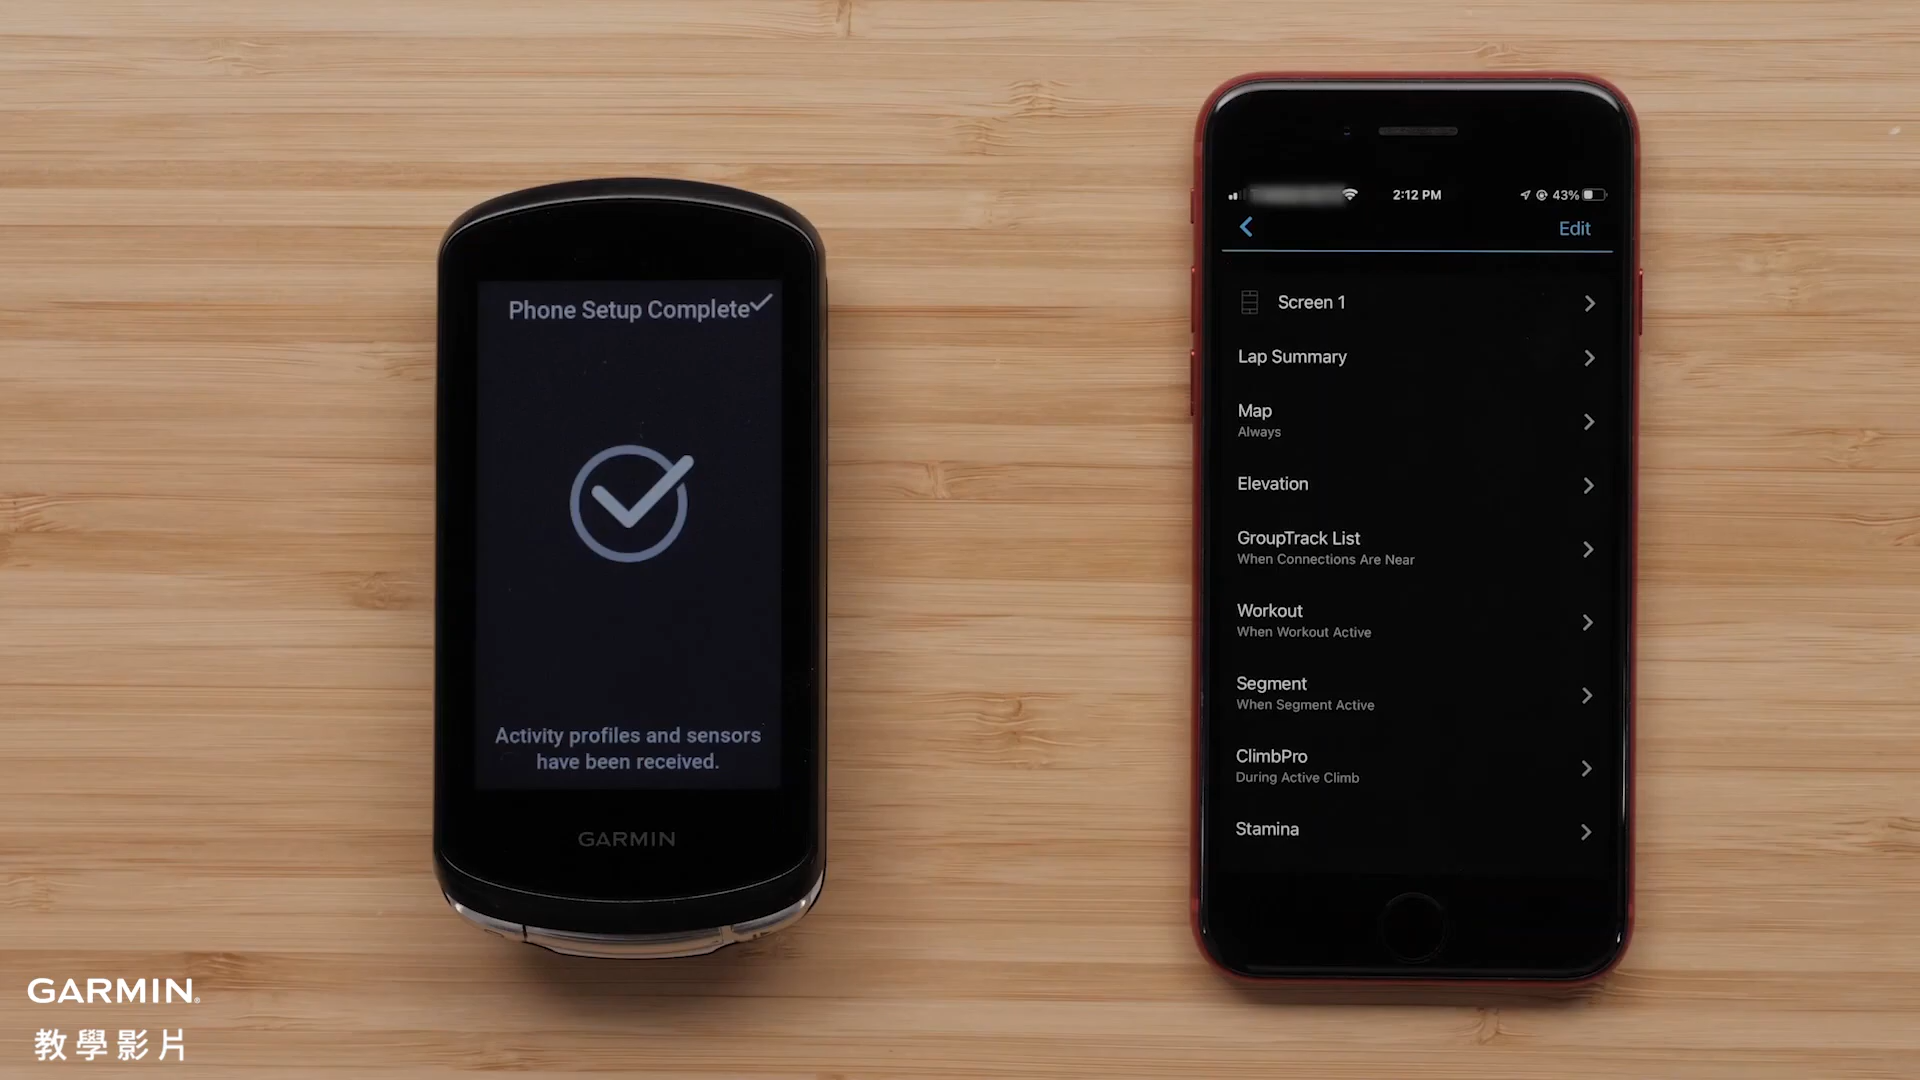 Phone Setup Complete
Activity profiles and sensors
have been received.
GARMIN
2:12 PM
43%
Edit
Screen 1
Lap Summary
Map
Always
Elevation
GroupTrack List
When Connections Are Near
Workout
When Workout Active
Segment
When Segment Active
ClimbPro
During Active Climb
Stamina
GARMIN®
教學影片